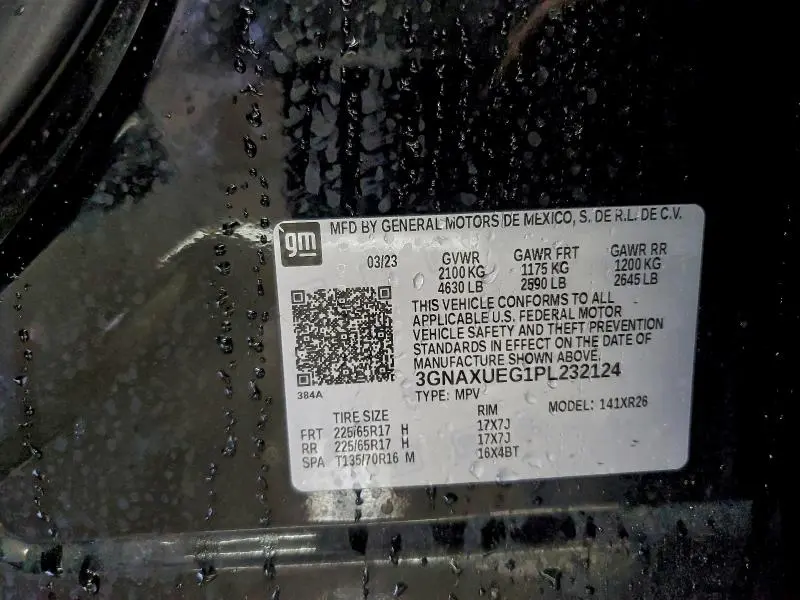 gm
MFD BY GENERAL MOTORS DE MEXICO, S. DE R.L. DE C.V.
03/23 GVWR GAWR FRT GAWR RR
2100 KG 1175 KG 1200 KG
4630 LB 2590 LB 2645 LB
THIS VEHICLE CONFORMS TO ALL
APPLICABLE U.S. FEDERAL MOTOR
VEHICLE SAFETY AND THEFT PREVENTION
STANDARDS IN EFFECT ON THE DATE OF
MANUFACTURE SHOWN ABOVE.
3GNAXUEG1PL232124
384A TYPE: MPV MODEL: 141XR26
TIRE SIZE RIM
FRT 225/65R17 H 17X7J
RR 225/65R17 H 17X7J
SPA T135/70R16 M 16X4BT